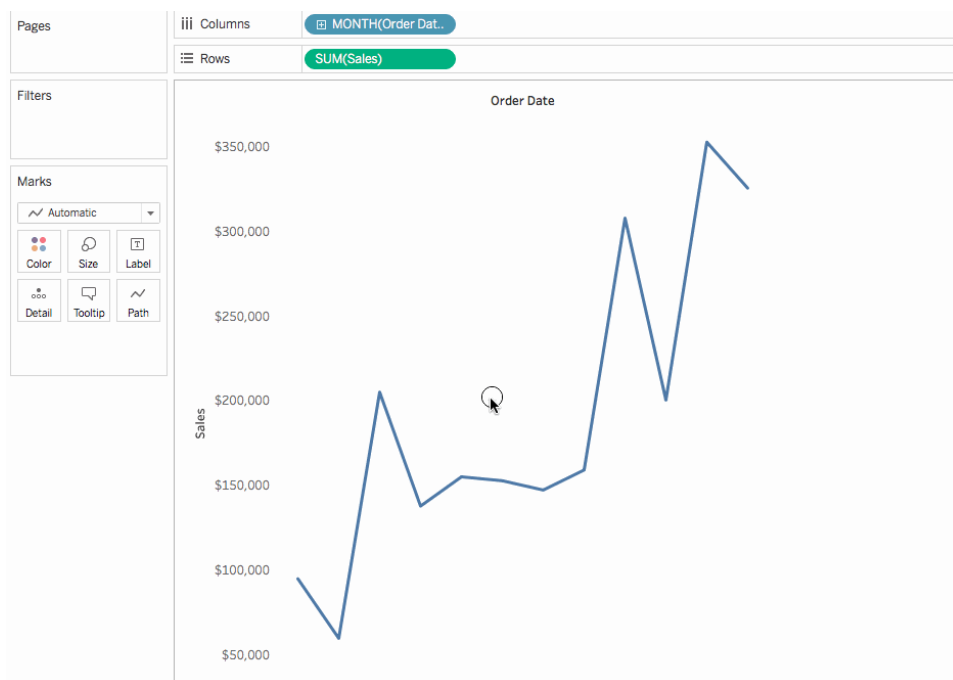 Pages
Columns
MONTH(Order Dat..
Rows
SUM(Sales)
Filters
Marks
Automatic
Color Size Label
T
Detail Tooltip Path
Order Date
$350,000
$300,000
$250,000
$200,000
$150,000
$100,000
$50,000
Sales